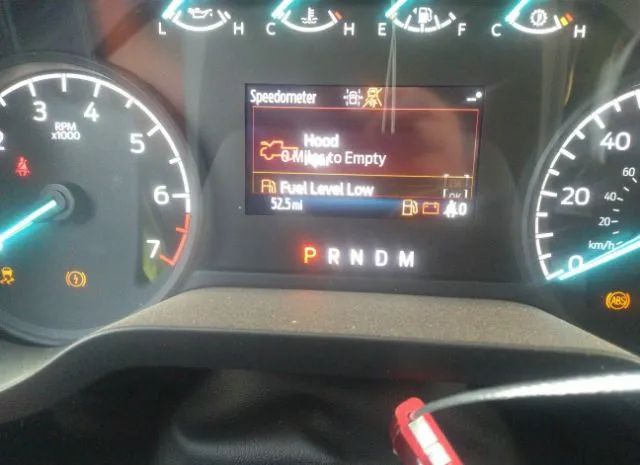 L H C H E F C H
Speedometer
Hood
0 Miles to Empty
Fuel Level Low
OK
52.5 mi
0
P R N D M
2 3 4 5 6 7
RPM
x1000
0 20 40
20 40 60
km/h
ABS